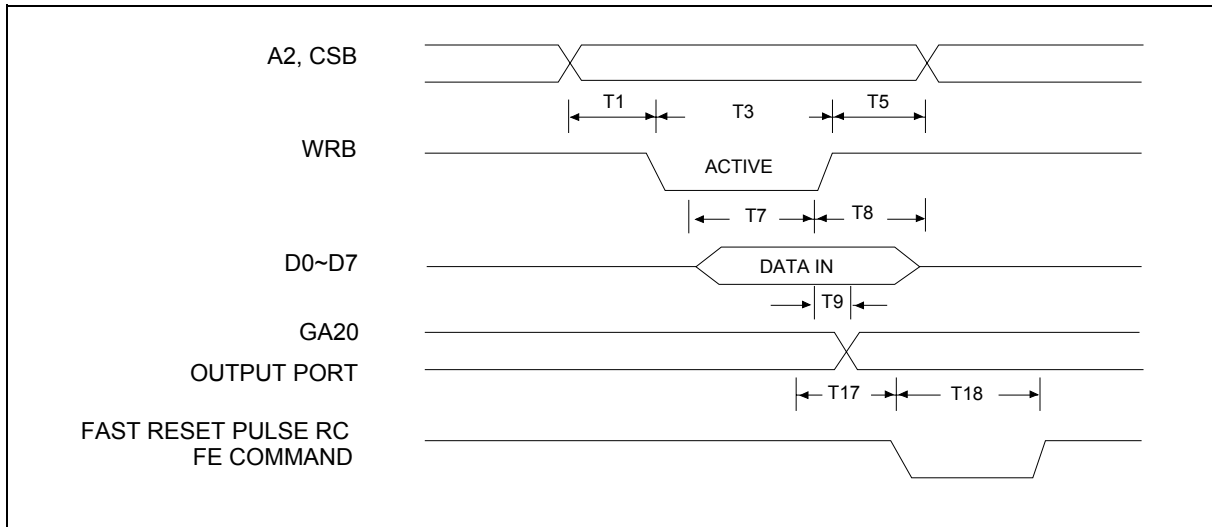 A2, CSB
T1
T3
T5
WRB
ACTIVE
T7
T8
D0~D7
DATA IN
T9
GA20
OUTPUT PORT
T17
T18
FAST RESET PULSE RC
FE COMMAND